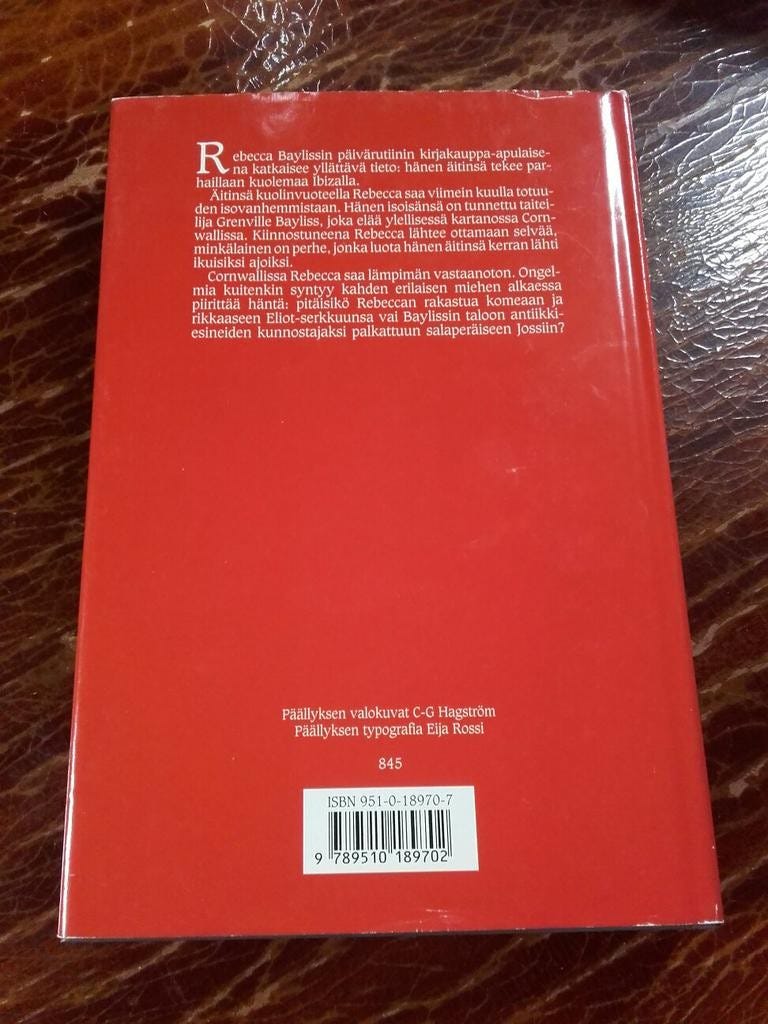 Rebecca Baylissin päivärutiinin kirjakauppa-apulaise-
na katkaisee yllättävä tieto: hänen äitinsä tekee par-
haillaan kuolemaa Ibizalla.
Äitinsä kuolinvuoteella Rebecca saa viimein kuulla totuu-
den isovanhemmistaan. Hänen isoisänsä on tunnettu taitei-
lija Grenville Bayliss, joka elää ylellisessä kartanossa Corn-
wallissa. Kiinnostuneena Rebecca lähtee ottamaan selvää,
minkälainen on perhe, jonka luota hänen äitinsä kerran lähti
ikuisiksi ajoiksi.
Cornwallissa Rebecca saa lämpimän vastaanoton. Ongel-
mia kuitenkin syntyy kahden erilaisen miehen alkaessa
piirittää häntä: pitäisikö Rebeccan rakastua komeaan ja
rikkaaseen Eliot-serkkuunsa vai Baylissin taloon antiikki-
esineiden kunnostajaksi palkattuun salaperäiseen Jossiin?
Päällyksen valokuvat C-G Hagström
Päällyksen typografia Eija Rossi
845
ISBN 951-0-18970-7
9 789510 189702